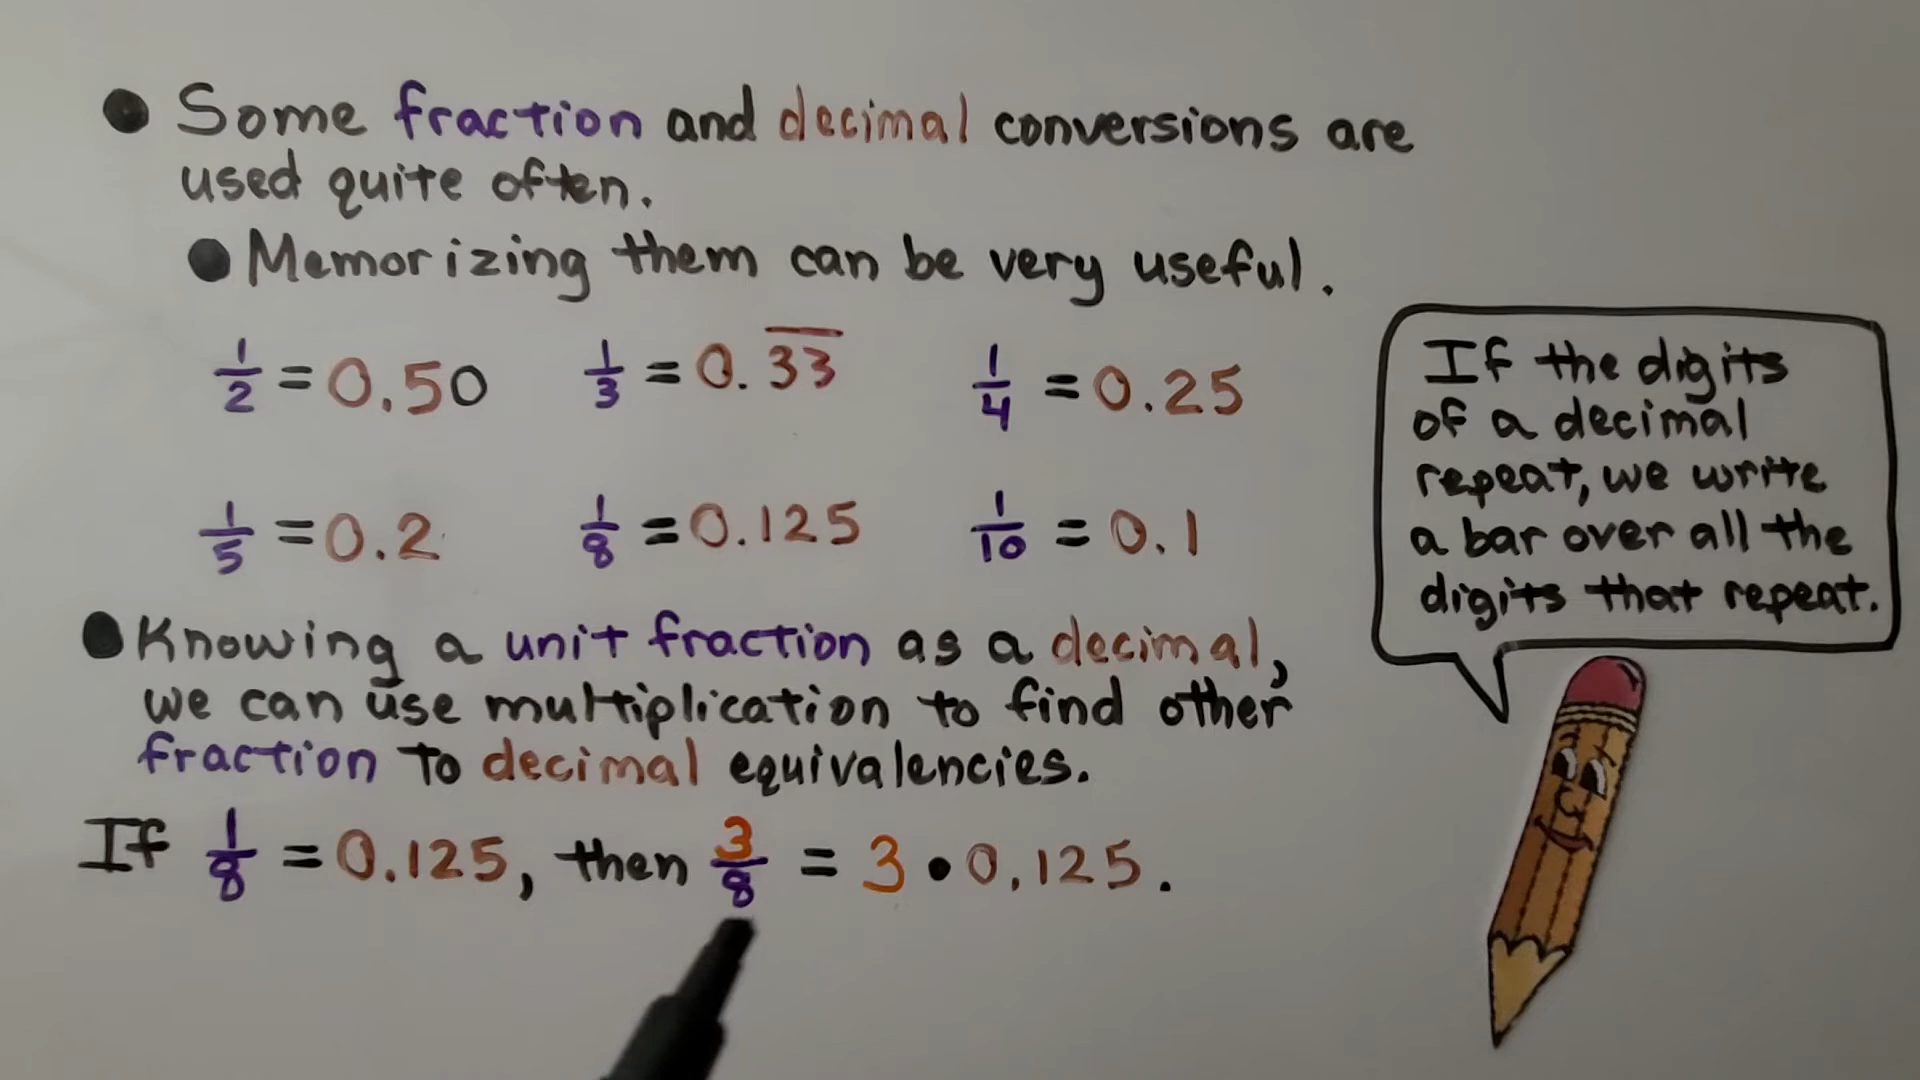 ● Some fraction and decimal conversions are
used quite often.
● Memorizing them can be very useful.
1/2 = 0.50 1/3 = 0.3̅3̅ 1/4 = 0.25
1/5 = 0.2 1/8 = 0.125 1/10 = 0.1
● Knowing a unit fraction as a decimal,
we can use multiplication to find other
fraction to decimal equivalencies.
If 1/8 = 0.125, then 3/8 = 3 • 0.125.
If the digits
of a decimal
repeat, we write
a bar over all the
digits that repeat.